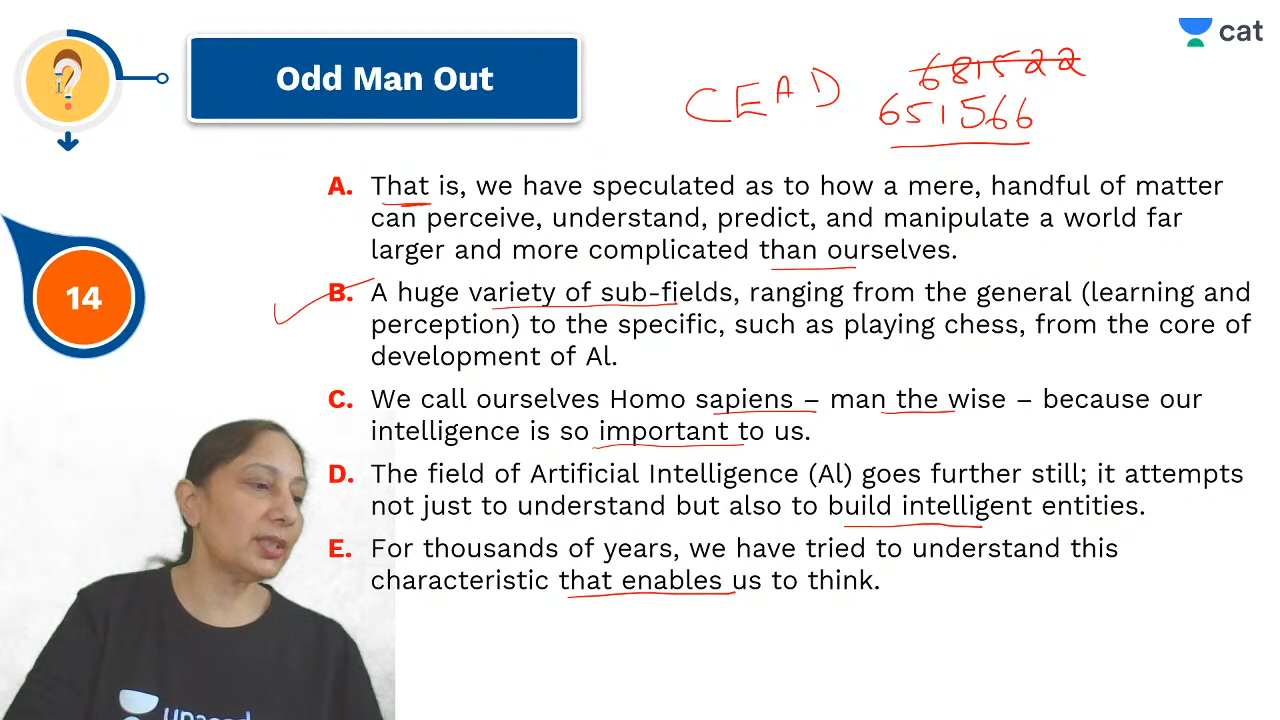 cat
Odd Man Out
CEAD
681522
651566
A. That is, we have speculated as to how a mere, handful of matter
can perceive, understand, predict, and manipulate a world far
larger and more complicated than ourselves.
B. A huge variety of sub-fields, ranging from the general (learning and
perception) to the specific, such as playing chess, from the core of
development of Al.
14
C. We call ourselves Homo sapiens – man the wise – because our
intelligence is so important to us.
D. The field of Artificial Intelligence (Al) goes further still; it attempts
not just to understand but also to build intelligent entities.
E. For thousands of years, we have tried to understand this
characteristic that enables us to think.